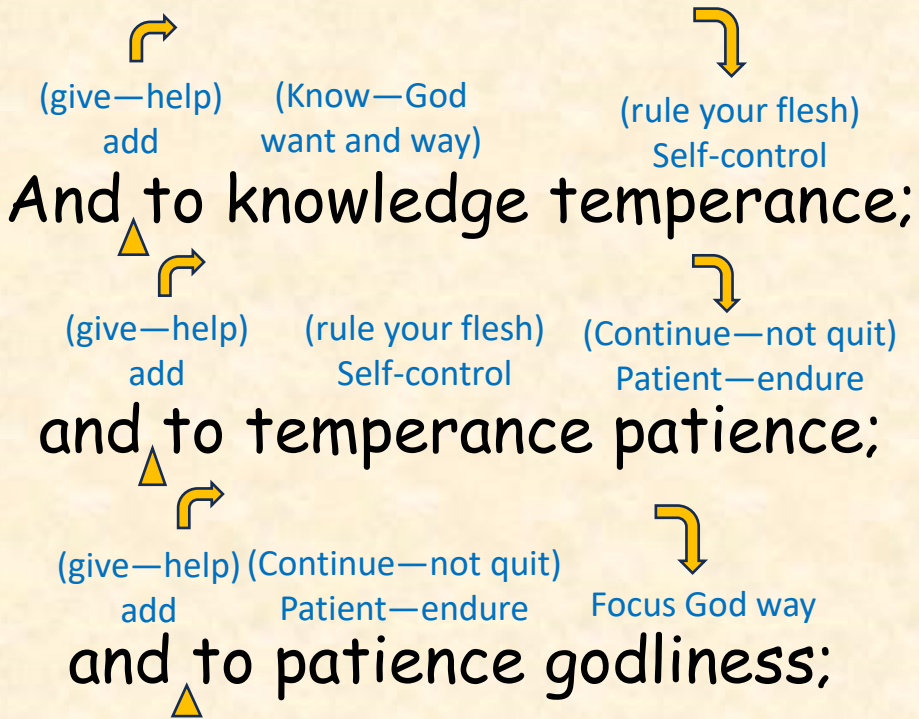 (give—help) (Know—God
add want and way) (rule your flesh)
Self-control
And to knowledge temperance;
(give—help) (rule your flesh) (Continue—not quit)
add Self-control Patient—endure
and to temperance patience;
(give—help) (Continue—not quit)
add Patient—endure Focus God way
and to patience godliness;